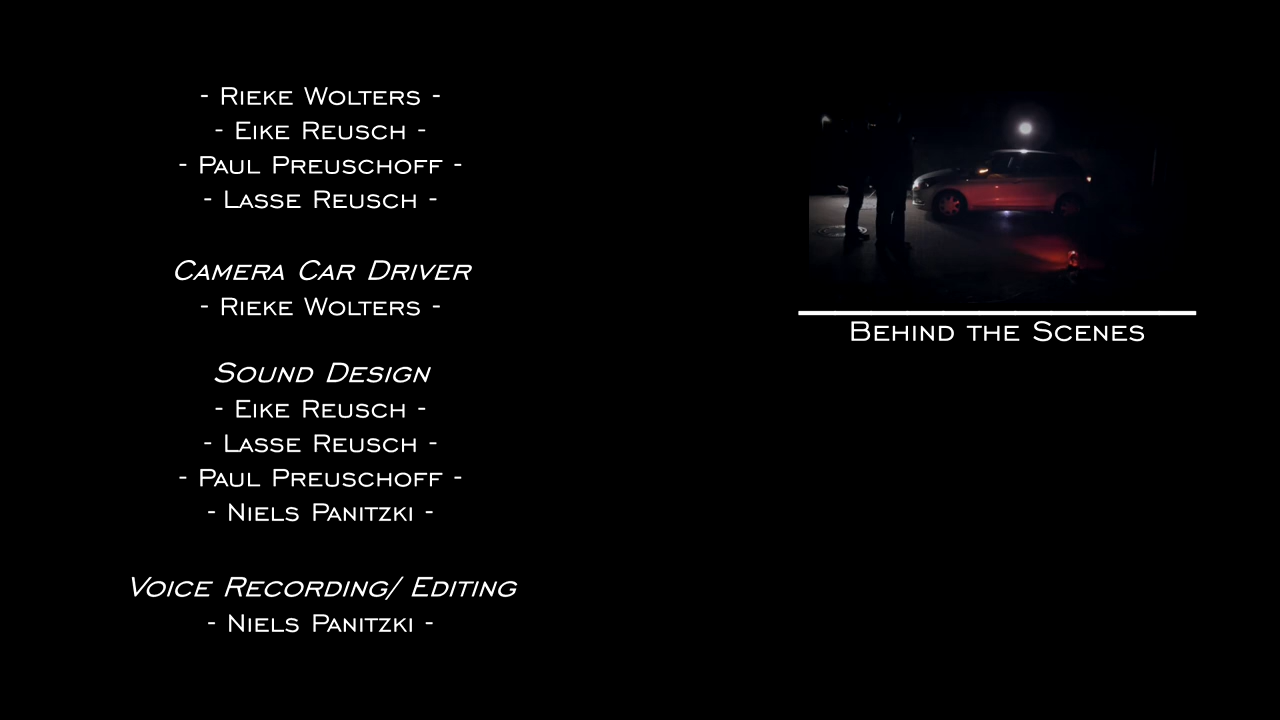 - Rieke Wolters -
- Eike Reusch -
- Paul Preuschoff -
- Lasse Reusch -
Camera Car Driver
- Rieke Wolters -
Sound Design
- Eike Reusch -
- Lasse Reusch -
- Paul Preuschoff -
- Niels Panitzki -
Voice Recording/ Editing
- Niels Panitzki -
Behind the Scenes